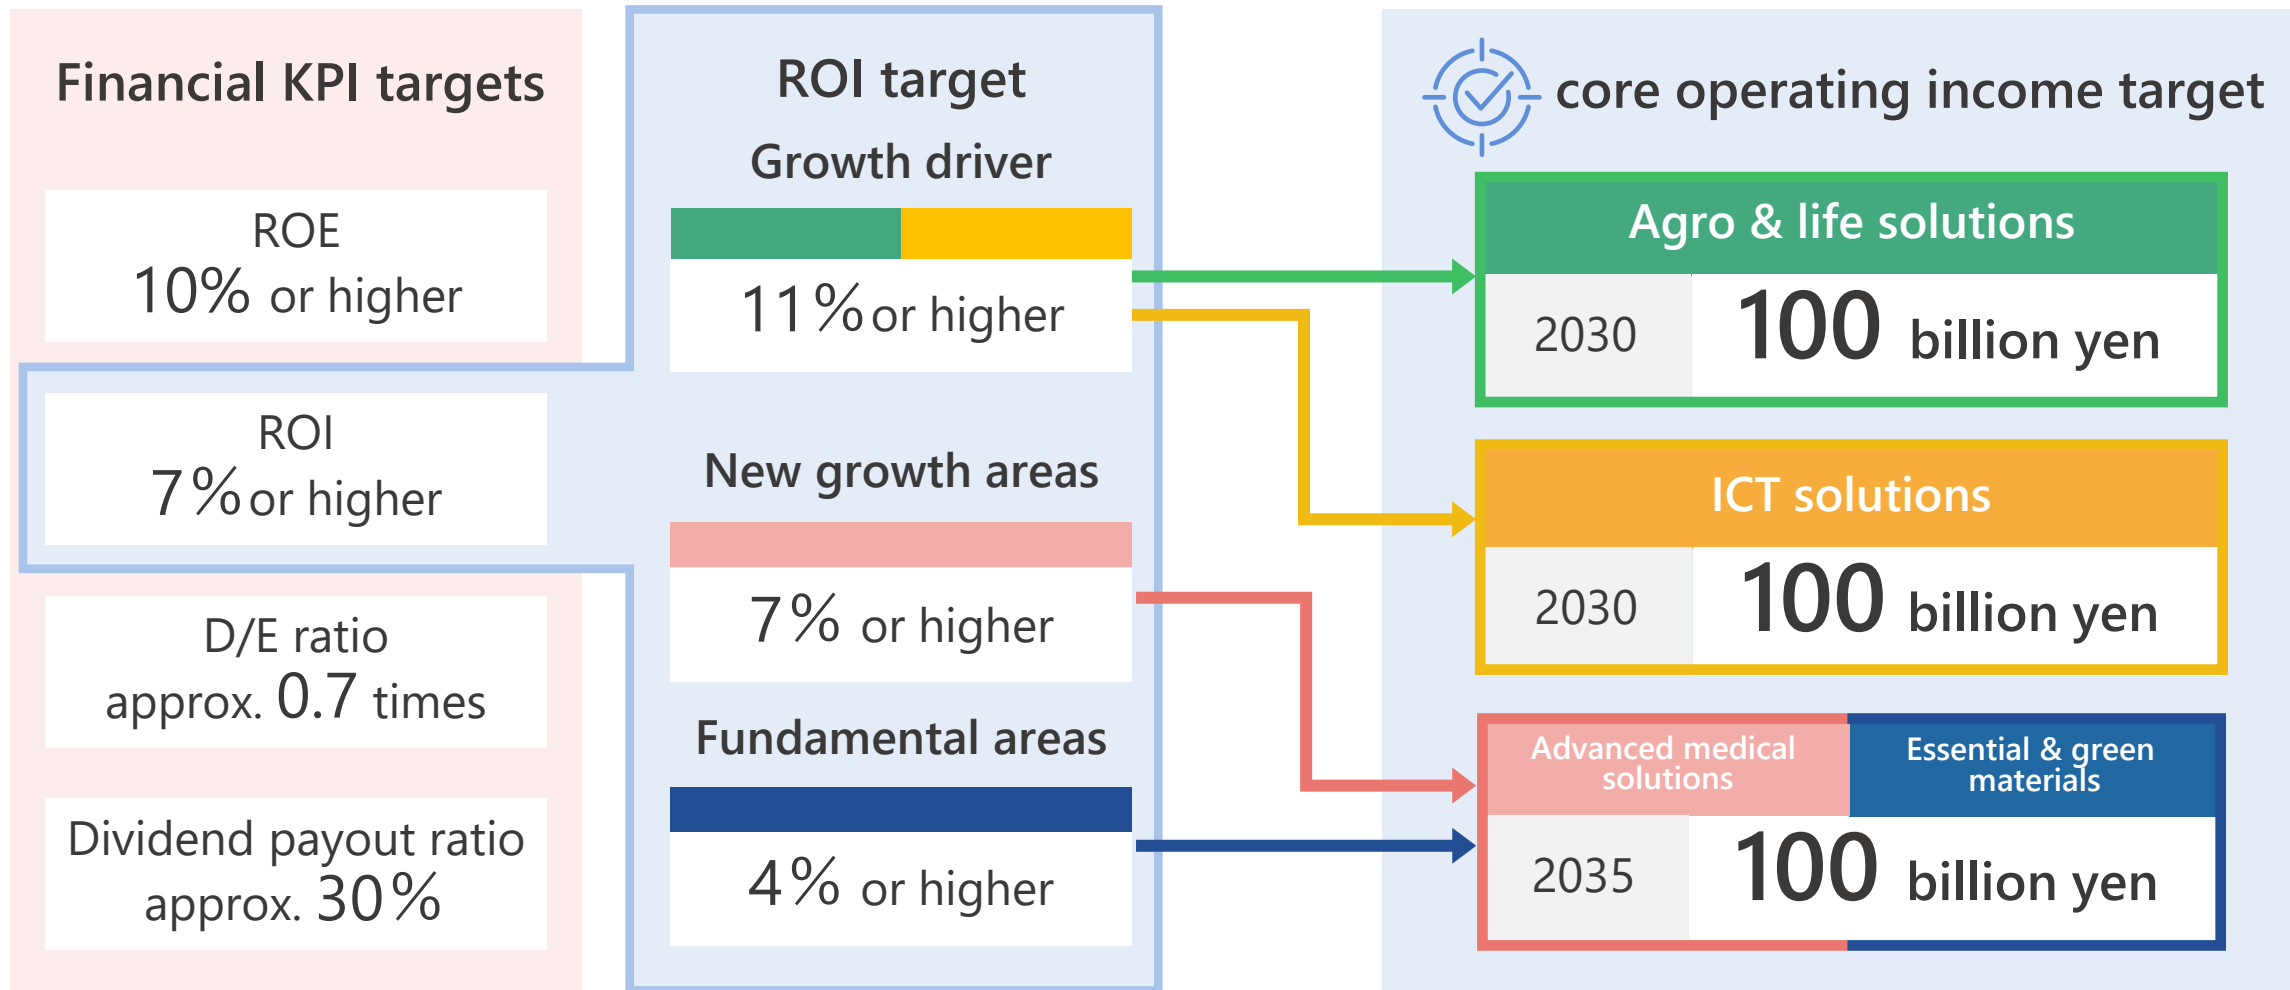 Financial KPI targets
ROE
10% or higher
ROI
7% or higher
D/E ratio
approx. 0.7 times
Dividend payout ratio
approx. 30%
ROI target
Growth driver
11% or higher
New growth areas
7% or higher
Fundamental areas
4% or higher
core operating income target
Agro & life solutions
2030 100 billion yen
ICT solutions
2030 100 billion yen
Advanced medical
solutions
Essential & green
materials
2035 100 billion yen